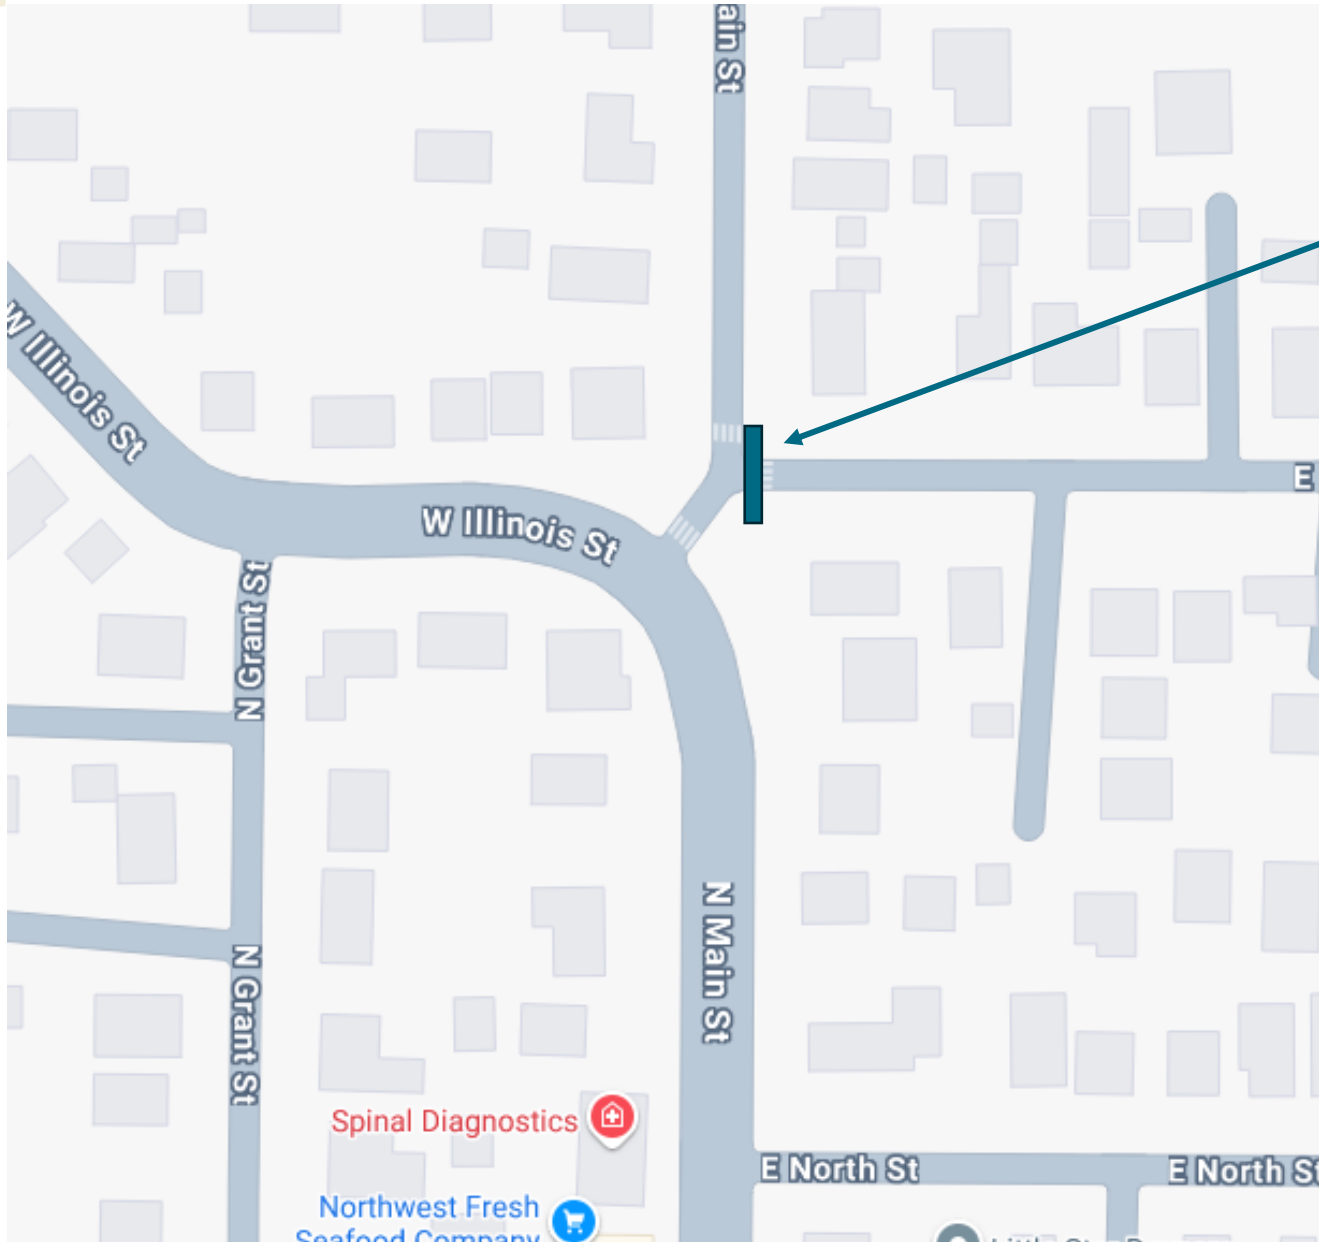 ain St
W Illinois St
E
W Illinois St
N Grant St
N Main St
N Grant St
Spinal Diagnostics
E North St
E North St
Northwest Fresh
Seafood Company